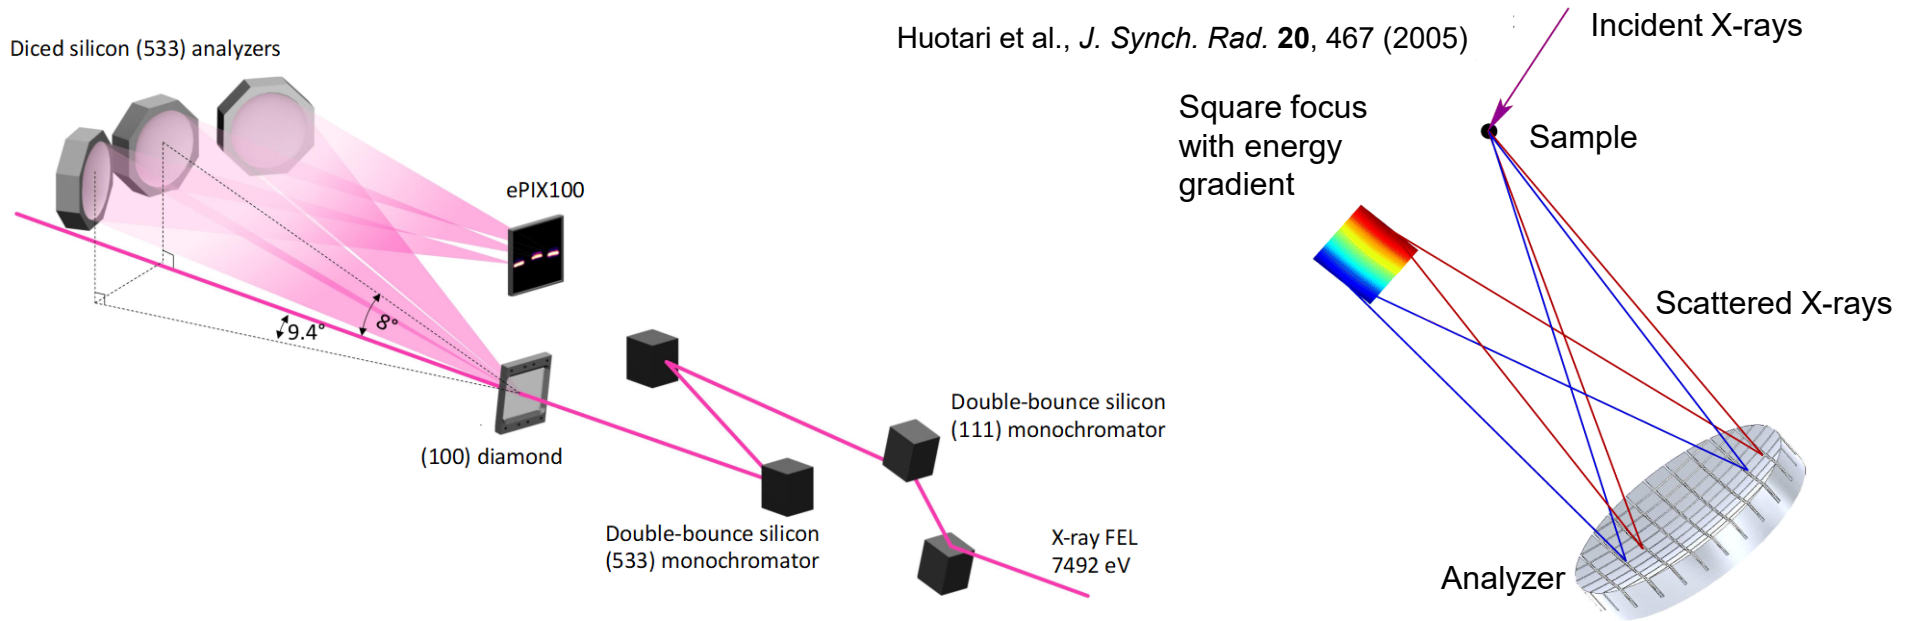 Diced silicon (533) analyzers
ePIX100
9.4°
8°
(100) diamond
Double-bounce silicon
(533) monochromator
Double-bounce silicon
(111) monochromator
X-ray FEL
7492 eV
Huotari et al., J. Synch. Rad. 20, 467 (2005)
Incident X-rays
Square focus
with energy
gradient
Sample
Scattered X-rays
Analyzer